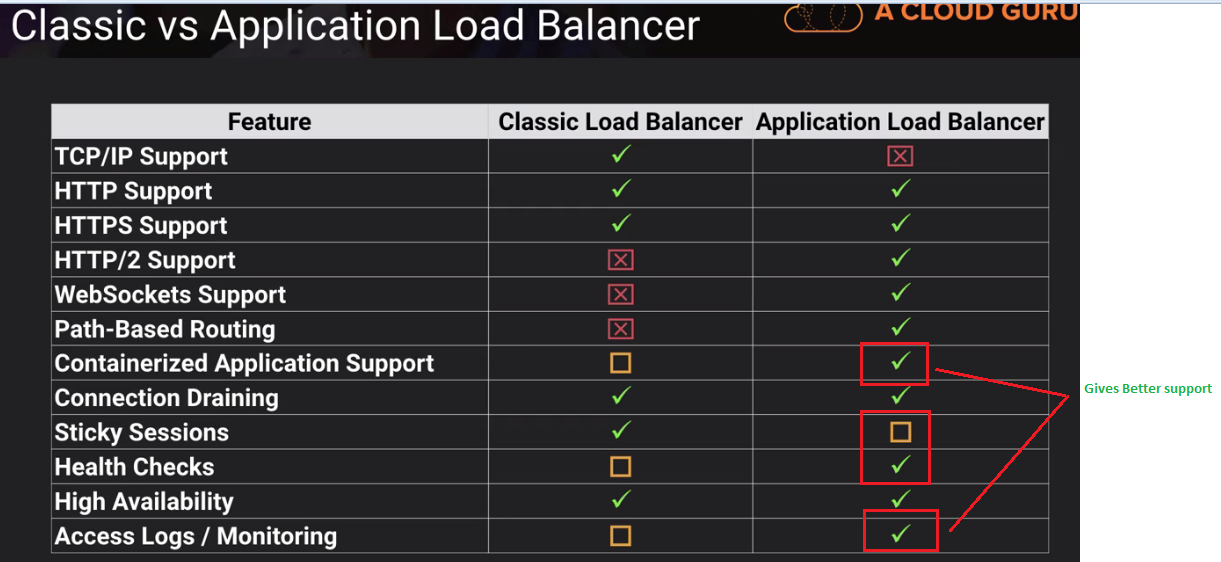 Classic vs Application Load Balancer
A CLOUD GURU
Feature Classic Load Balancer Application Load Balancer
TCP/IP Support ✓ ☒
HTTP Support ✓ ✓
HTTPS Support ✓ ✓
HTTP/2 Support ☒ ✓
WebSockets Support ☒ ✓
Path-Based Routing ☒ ✓
Containerized Application Support ☐ ✓
Gives Better support
Connection Draining ✓ ✓
Sticky Sessions ✓ ☐
Health Checks ☐ ✓
High Availability ✓ ✓
Access Logs / Monitoring ☐ ✓